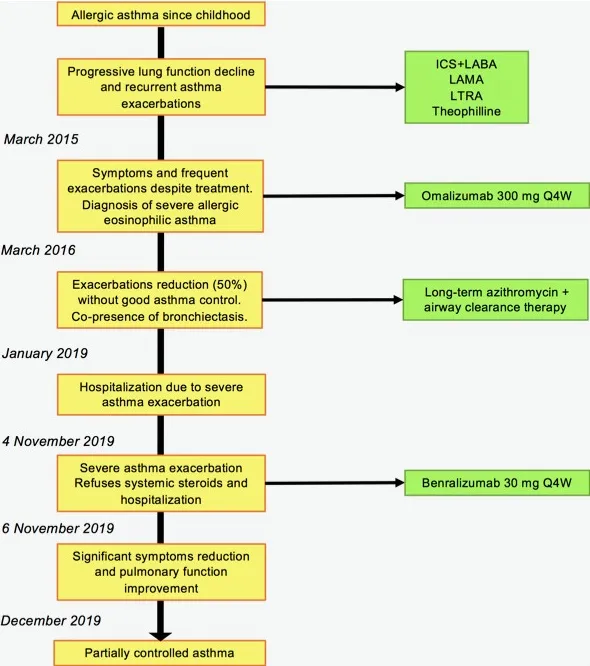 Allergic asthma since childhood
Progressive lung function decline
and recurrent asthma
exacerbations
ICS+LABA
LAMA
LTRA
Theophilline
March 2015
Symptoms and frequent
exacerbations despite treatment.
Diagnosis of severe allergic
eosinophilic asthma
Omalizumab 300 mg Q4W
March 2016
Exacerbations reduction (50%)
without good asthma control.
Co-presence of bronchiectasis.
Long-term azithromycin +
airway clearance therapy
January 2019
Hospitalization due to severe
asthma exacerbation
4 November 2019
Severe asthma exacerbation
Refuses systemic steroids and
hospitalization
Benralizumab 30 mg Q4W
6 November 2019
Significant symptoms reduction
and pulmonary function
improvement
December 2019
Partially controlled asthma